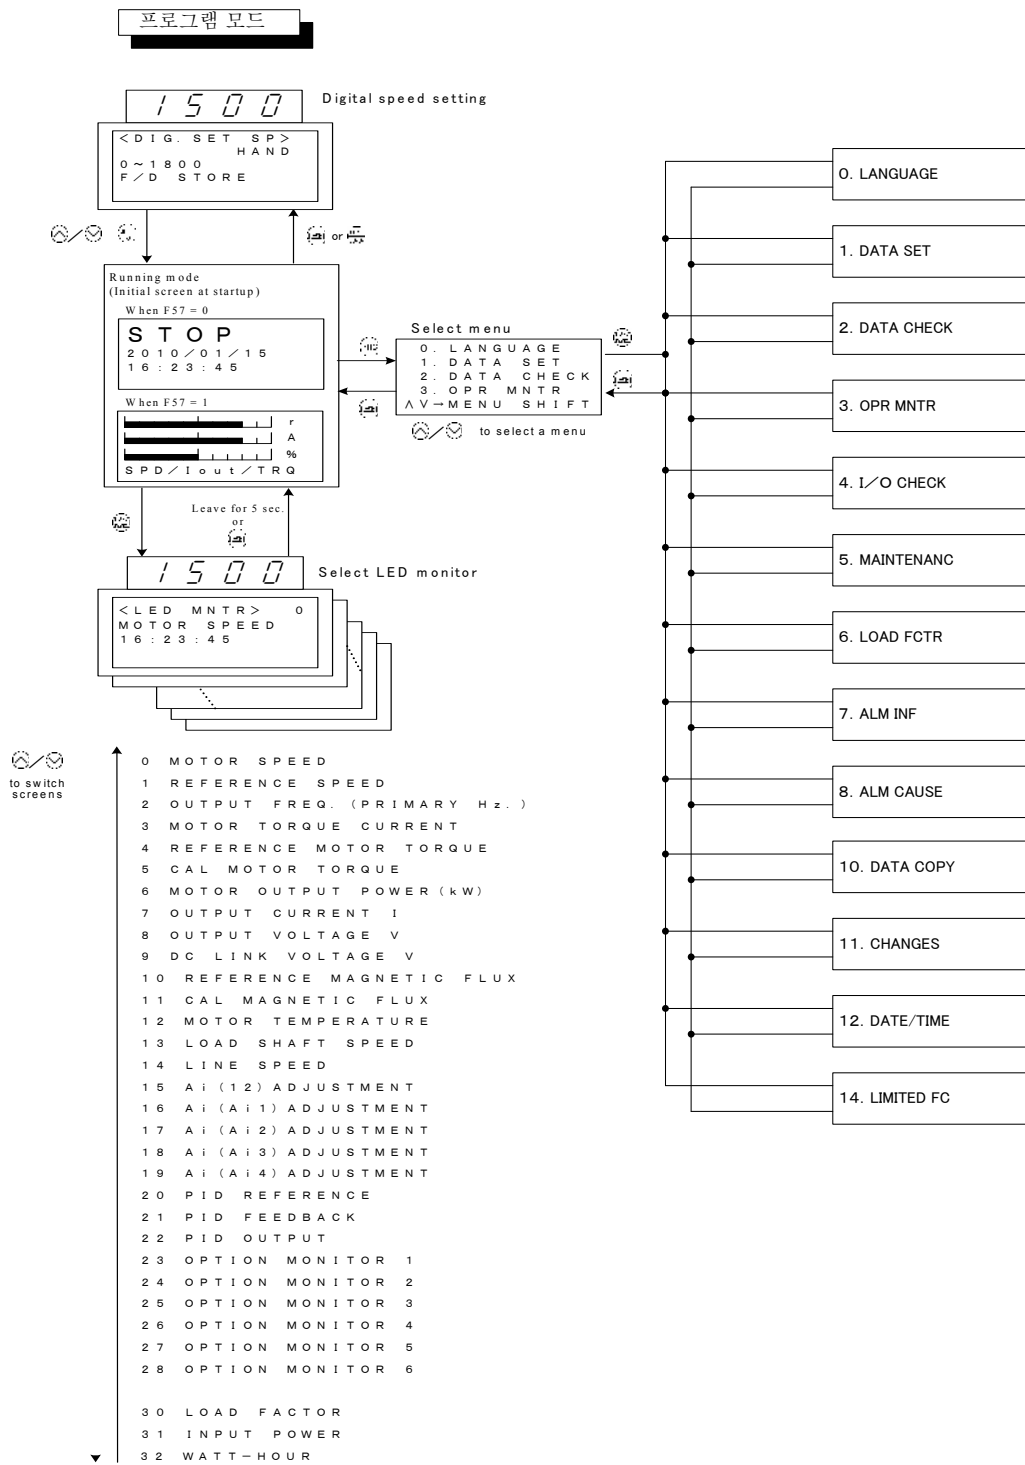 프로그램 모드
1500
Digital speed setting
<DIG. SET SP>
HAND
0~1800
F/D STORE
or
Running mode
(Initial screen at startup)
When F57 = 0
STOP
2010/01/15
16:23:45
When F57 = 1
r
A
%
SPD/Iout/TRQ
Select menu
0. LANGUAGE
1. DATA SET
2. DATA CHECK
3. OPR MNTR
∧V→MENU SHIFT
to select a menu
Leave for 5 sec.
or
1500
Select LED monitor
<LED MNTR> 0
MOTOR SPEED
16:23:45
to switch
screens
0 MOTOR SPEED
1 REFERENCE SPEED
2 OUTPUT FREQ. (PRIMARY Hz.)
3 MOTOR TORQUE CURRENT
4 REFERENCE MOTOR TORQUE
5 CAL MOTOR TORQUE
6 MOTOR OUTPUT POWER(kW)
7 OUTPUT CURRENT I
8 OUTPUT VOLTAGE V
9 DC LINK VOLTAGE V
10 REFERENCE MAGNETIC FLUX
11 CAL MAGNETIC FLUX
12 MOTOR TEMPERATURE
13 LOAD SHAFT SPEED
14 LINE SPEED
15 Ai(12)ADJUSTMENT
16 Ai(Ai1)ADJUSTMENT
17 Ai(Ai2)ADJUSTMENT
18 Ai(Ai3)ADJUSTMENT
19 Ai(Ai4)ADJUSTMENT
20 PID REFERENCE
21 PID FEEDBACK
22 PID OUTPUT
23 OPTION MONITOR 1
24 OPTION MONITOR 2
25 OPTION MONITOR 3
26 OPTION MONITOR 4
27 OPTION MONITOR 5
28 OPTION MONITOR 6
30 LOAD FACTOR
31 INPUT POWER
32 WATT-HOUR
0. LANGUAGE
1. DATA SET
2. DATA CHECK
3. OPR MNTR
4. I/O CHECK
5. MAINTENANC
6. LOAD FCTR
7. ALM INF
8. ALM CAUSE
10. DATA COPY
11. CHANGES
12. DATE/TIME
14. LIMITED FC